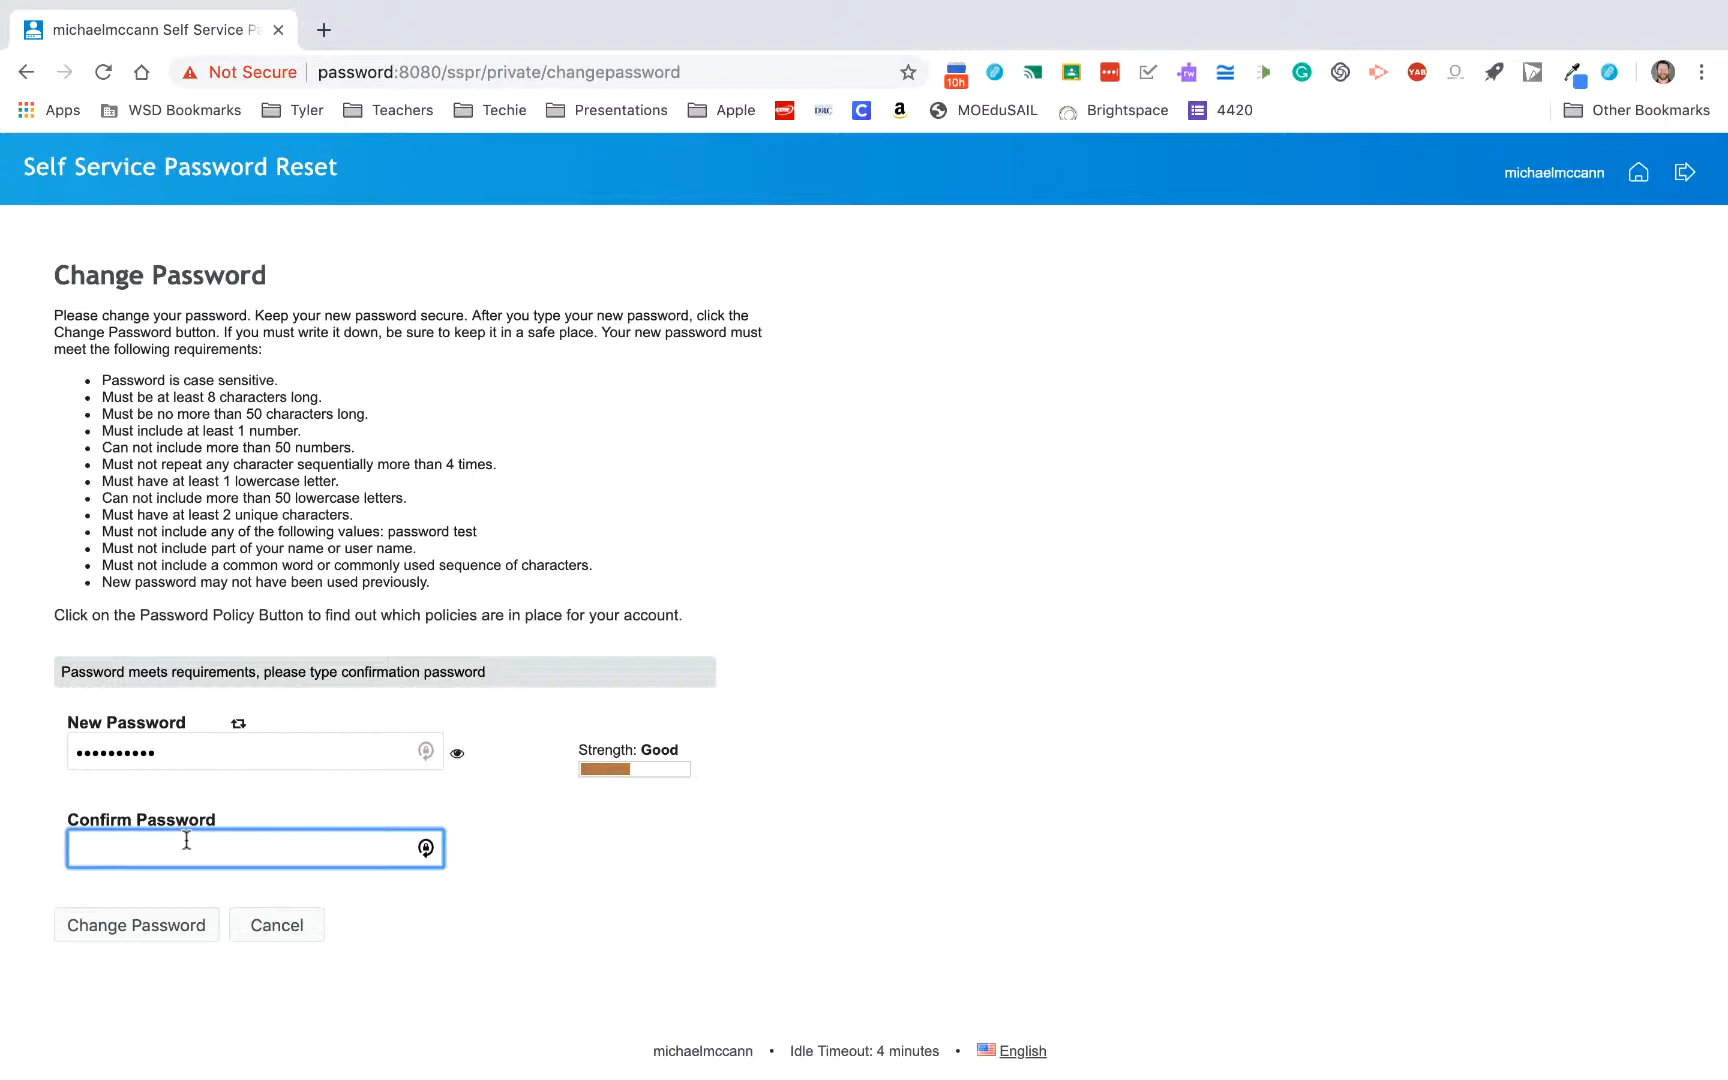 michaelmccann Self Service Pa
Not Secure password:8080/sspr/private/changepassword
10h
YAB
Apps WSD Bookmarks Tyler Teachers Techie Presentations Apple DRC C a MOEduSAIL Brightspace 4420 Other Bookmarks
Self Service Password Reset
michaelmccann
Change Password
Please change your password. Keep your new password secure. After you type your new password, click the
Change Password button. If you must write it down, be sure to keep it in a safe place. Your new password must
meet the following requirements:
• Password is case sensitive.
• Must be at least 8 characters long.
• Must be no more than 50 characters long.
• Must include at least 1 number.
• Can not include more than 50 numbers.
• Must not repeat any character sequentially more than 4 times.
• Must have at least 1 lowercase letter.
• Can not include more than 50 lowercase letters.
• Must have at least 2 unique characters.
• Must not include any of the following values: password test
• Must not include part of your name or user name.
• Must not include a common word or commonly used sequence of characters.
• New password may not have been used previously.
Click on the Password Policy Button to find out which policies are in place for your account.
Password meets requirements, please type confirmation password
New Password
••••••••••
Strength: Good
Confirm Password
Change Password Cancel
michaelmccann • Idle Timeout: 4 minutes • English